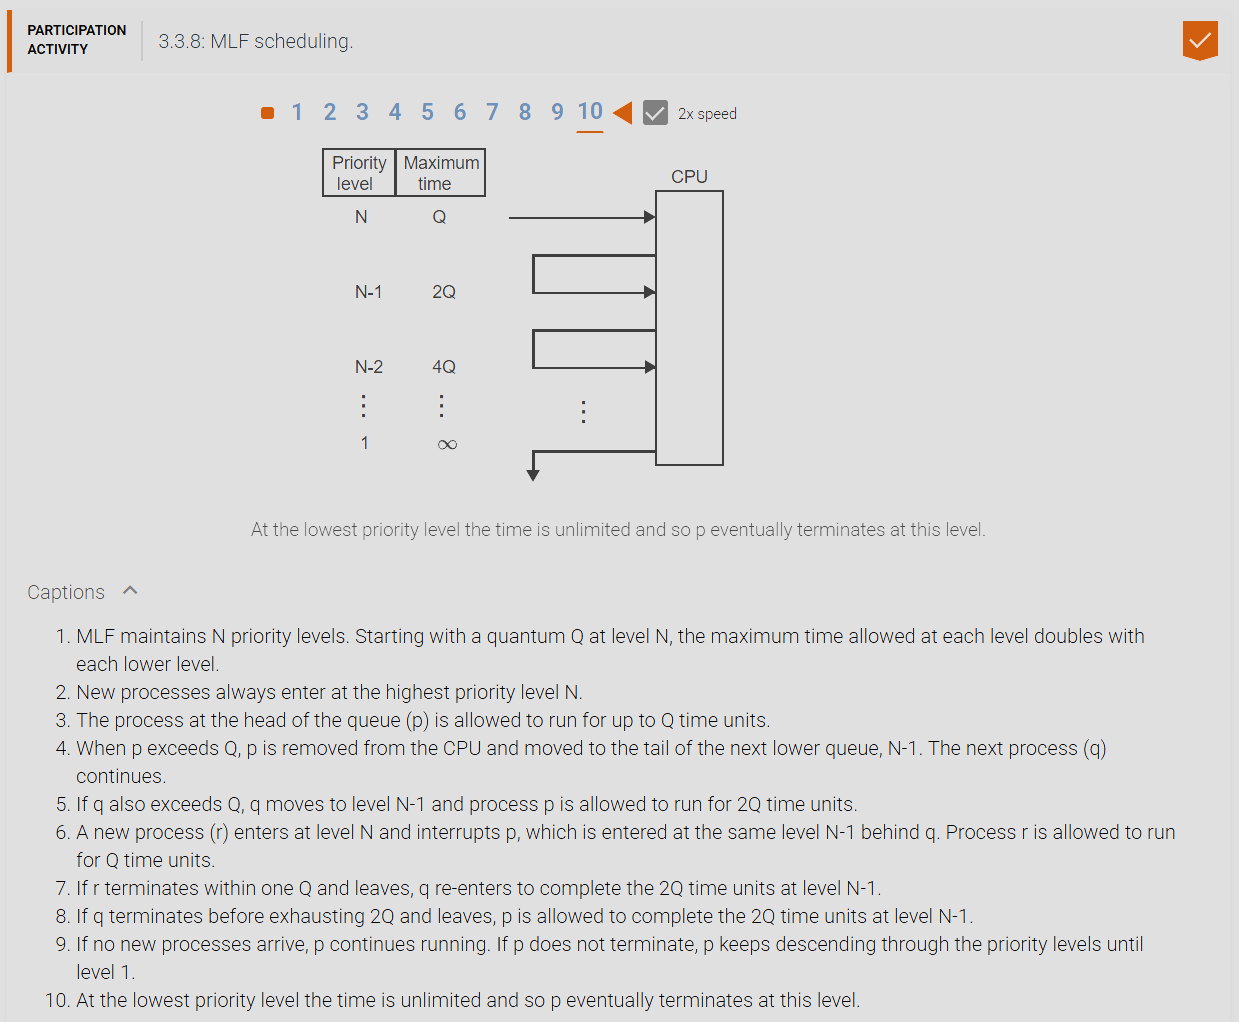 PARTICIPATION
ACTIVITY
3.3.8: MLF scheduling.
1 2 3 4 5 6 7 8 9 10
2x speed
Priority level
Maximum time
CPU
N Q
N-1 2Q
N-2 4Q
⋮ ⋮ ⋮
1 ∞
At the lowest priority level the time is unlimited and so p eventually terminates at this level.
Captions
1. MLF maintains N priority levels. Starting with a quantum Q at level N, the maximum time allowed at each level doubles with
each lower level.
2. New processes always enter at the highest priority level N.
3. The process at the head of the queue (p) is allowed to run for up to Q time units.
4. When p exceeds Q, p is removed from the CPU and moved to the tail of the next lower queue, N-1. The next process (q)
continues.
5. If q also exceeds Q, q moves to level N-1 and process p is allowed to run for 2Q time units.
6. A new process (r) enters at level N and interrupts p, which is entered at the same level N-1 behind q. Process r is allowed to run
for Q time units.
7. If r terminates within one Q and leaves, q re-enters to complete the 2Q time units at level N-1.
8. If q terminates before exhausting 2Q and leaves, p is allowed to complete the 2Q time units at level N-1.
9. If no new processes arrive, p continues running. If p does not terminate, p keeps descending through the priority levels until
level 1.
10. At the lowest priority level the time is unlimited and so p eventually terminates at this level.